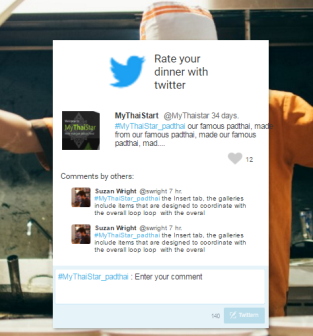 Rate your
dinner with
twitter
MyThaiStar
MyThaiStart @MyThaistar 34 days.
#MyThaiStar_padthai our famous padthai, made
from our famous padthai, made our famous
padthai, mad....
12
Comments by others:
Suzan Wright @swright 7 hr.
#MyThaiStar_padthai the Insert tab, the galleries
include items that are designed to coordinate with
the overall loop loop with the overal
Suzan Wright @swright 7 hr.
#MyThaiStar_padthai the Insert tab, the galleries
include items that are designed to coordinate with
the overall loop loop with the overal
#MyThaiStar_padthai : Enter your comment
140